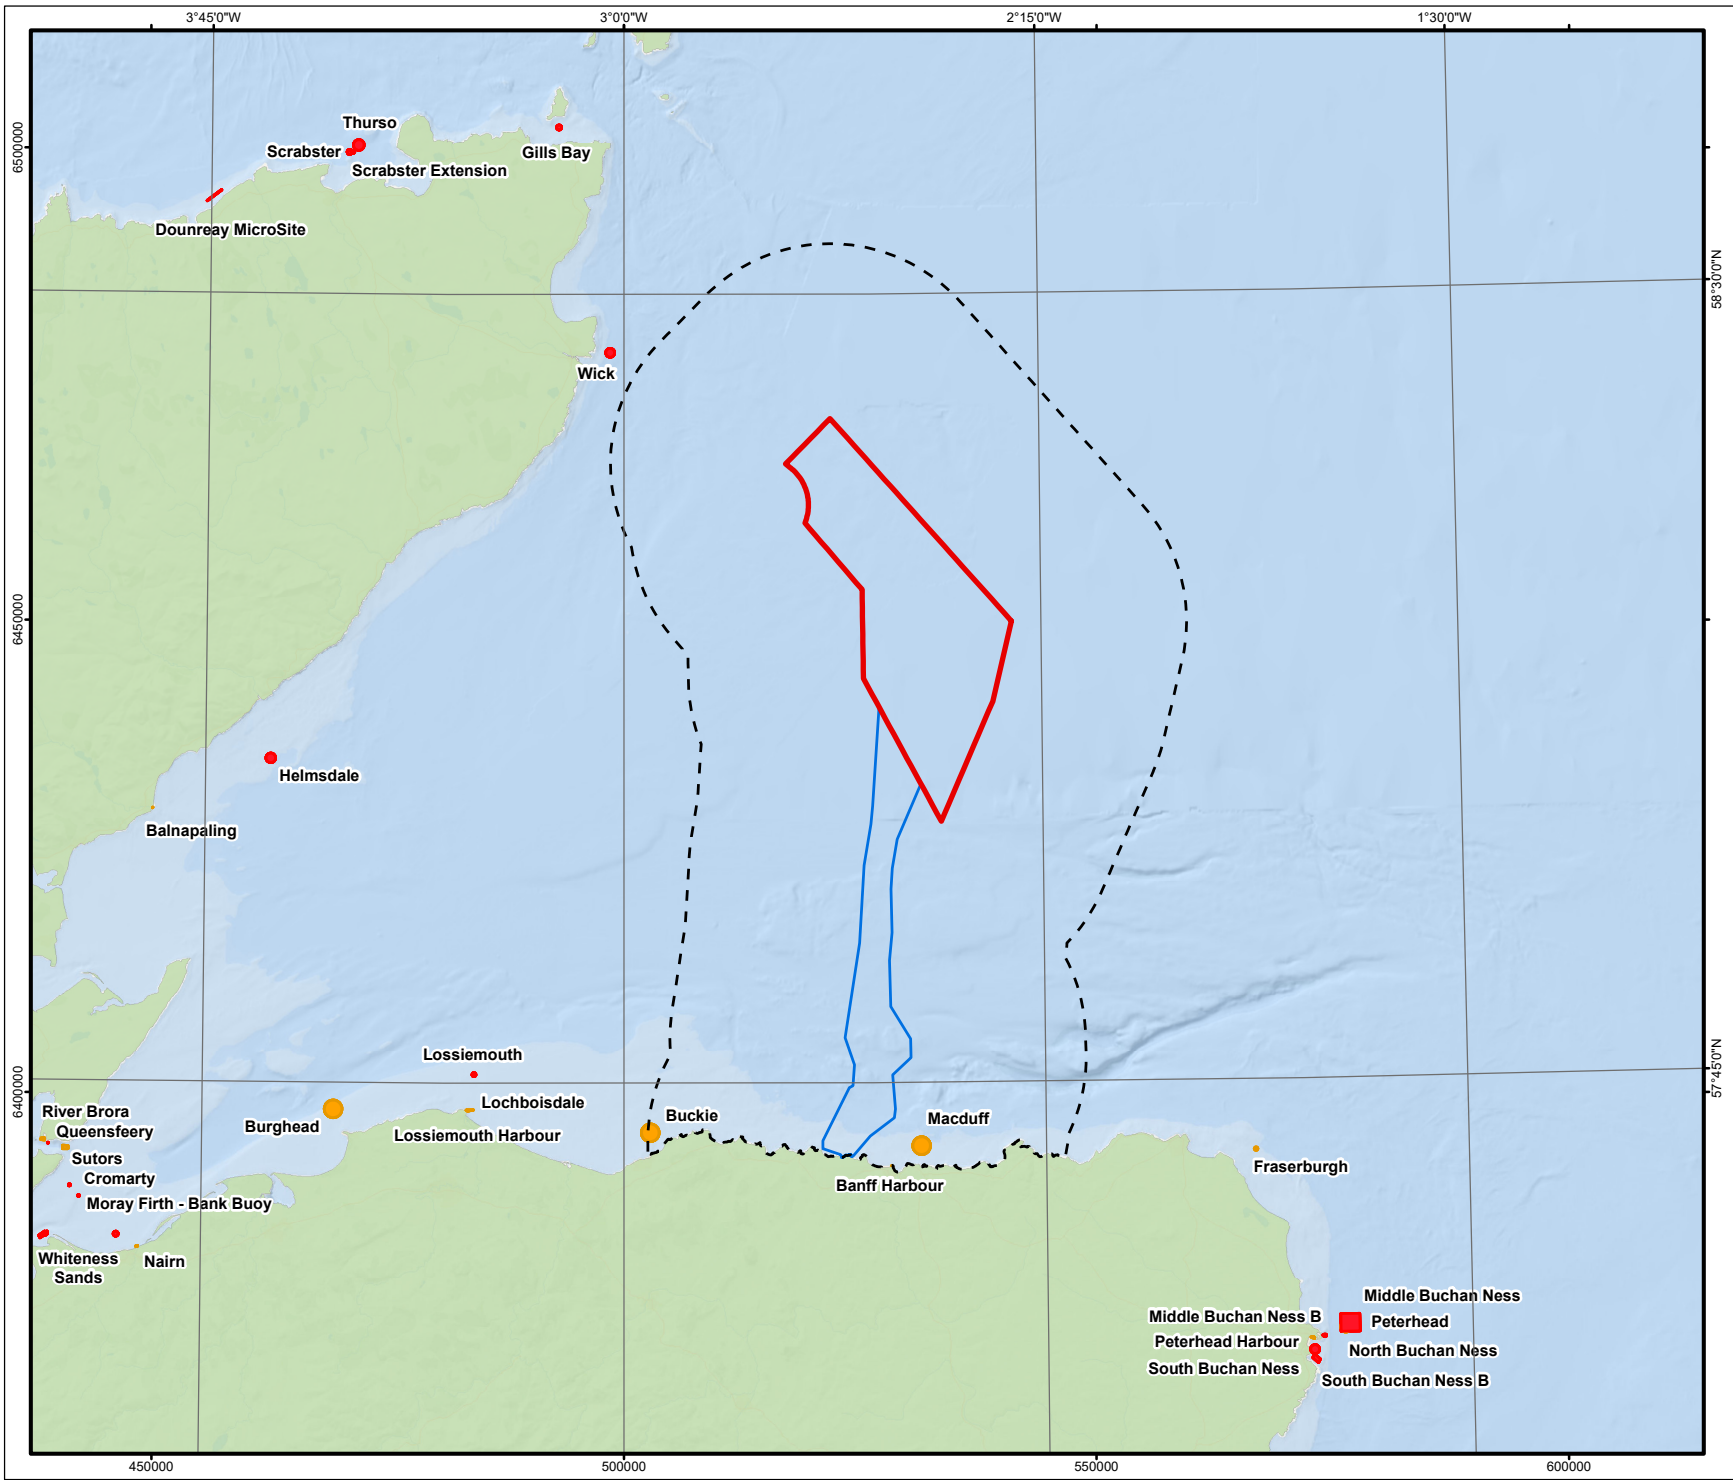 3°45'0"W
3°0'0"W
2°15'0"W
1°30'0"W
Thurso
Scrabster
Gills Bay
Scrabster Extension
6500000
Dounreay MicroSite
58°30'0"N
Wick
6450000
Helmsdale
Balnapaling
Lossiemouth
57°45'0"N
6400000
River Brora
Lochboisdale
Buckie
Macduff
Queensfeery
Burghead
Lossiemouth Harbour
Sutors
Fraserburgh
Cromarty
Banff Harbour
Moray Firth - Bank Buoy
Whiteness
Sands
Nairn
Middle Buchan Ness
Middle Buchan Ness B
Peterhead
Peterhead Harbour
North Buchan Ness
South Buchan Ness
South Buchan Ness B
450000
500000
550000
600000